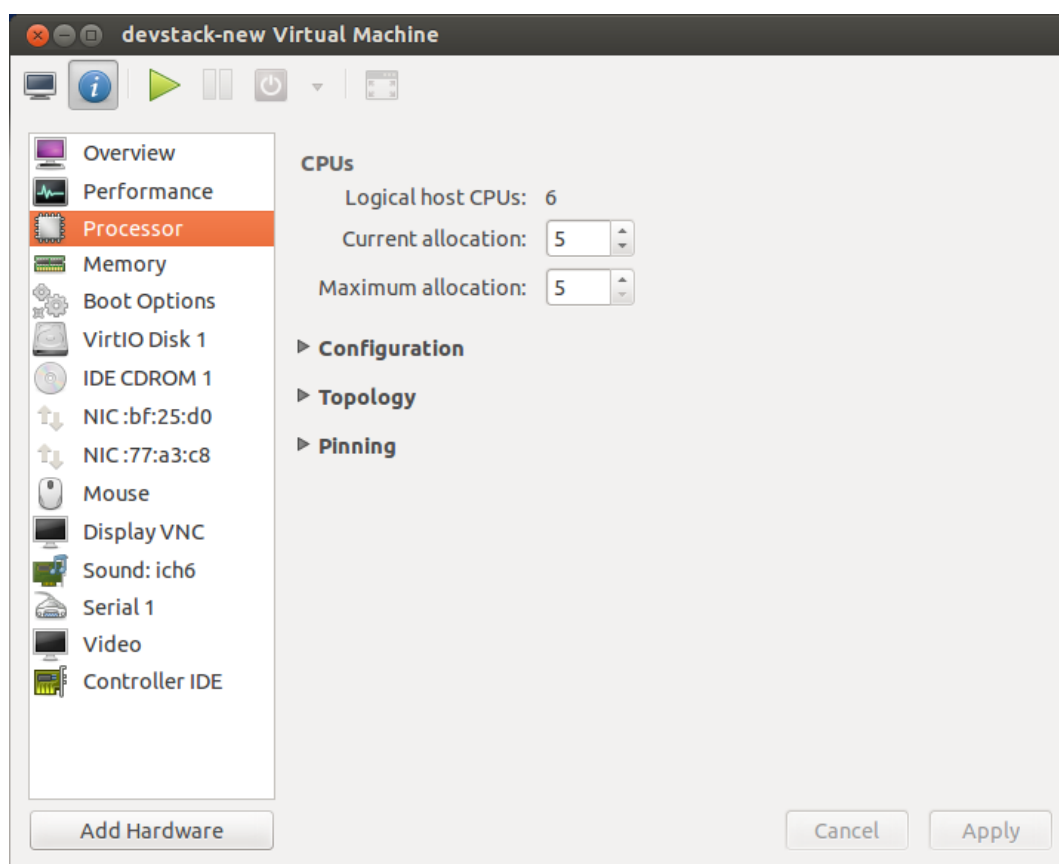 devstack-new Virtual Machine
Overview
Performance
Processor
Memory
Boot Options
VirtIO Disk 1
IDE CDROM 1
NIC :bf:25:d0
NIC :77:a3:c8
Mouse
Display VNC
Sound: ich6
Serial 1
Video
Controller IDE
Add Hardware
CPUs
Logical host CPUs: 6
Current allocation: 5
Maximum allocation: 5
Configuration
Topology
Pinning
Cancel Apply